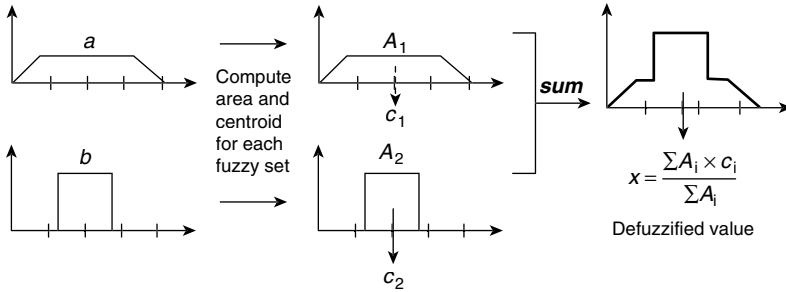 a
A₁
Compute
area and
centroid
for each
fuzzy set
c₁
sum
b
A₂
c₂
x = ΣAᵢ × cᵢ / ΣAᵢ
Defuzzified value